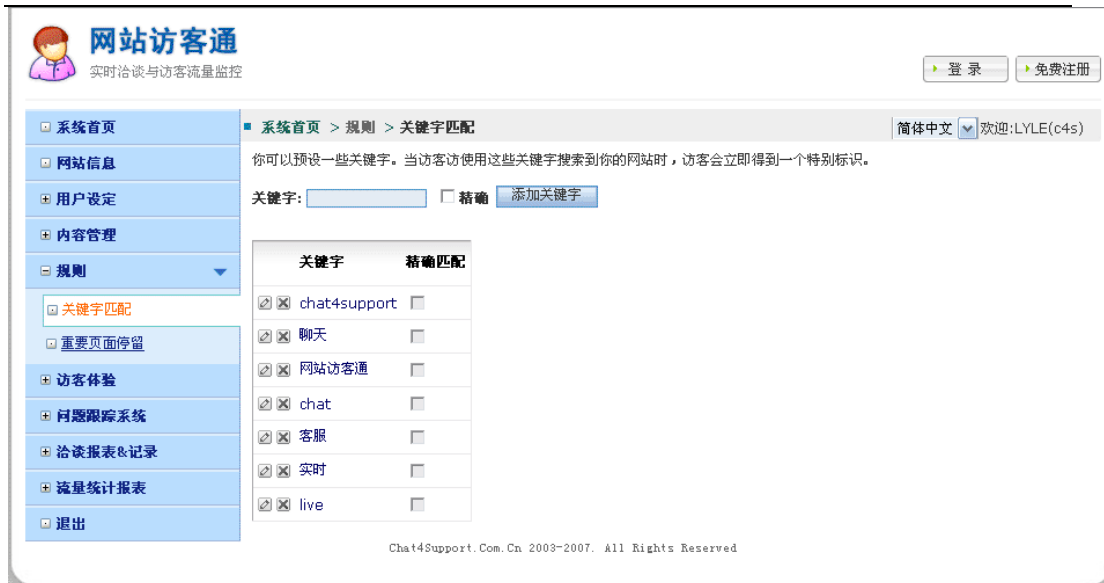 网站访客通
实时洽谈与访客流量监控
登 录
免费注册
系统首页
网站信息
用户设定
内容管理
规则
关键字匹配
重要页面停留
访客体验
问题跟踪系统
洽谈报表&记录
流量统计报表
退出
系统首页 > 规则 > 关键字匹配
简体中文 欢迎:LYLE(c4s)
你可以预设一些关键字。当访客访使用这些关键字搜索到你的网站时，访客会立即得到一个特别标识。
关键字: 精确 添加关键字
关键字 精确匹配
chat4support
聊天
网站访客通
chat
客服
实时
live
Chat4Support.Com.Cn 2003-2007. All Rights Reserved